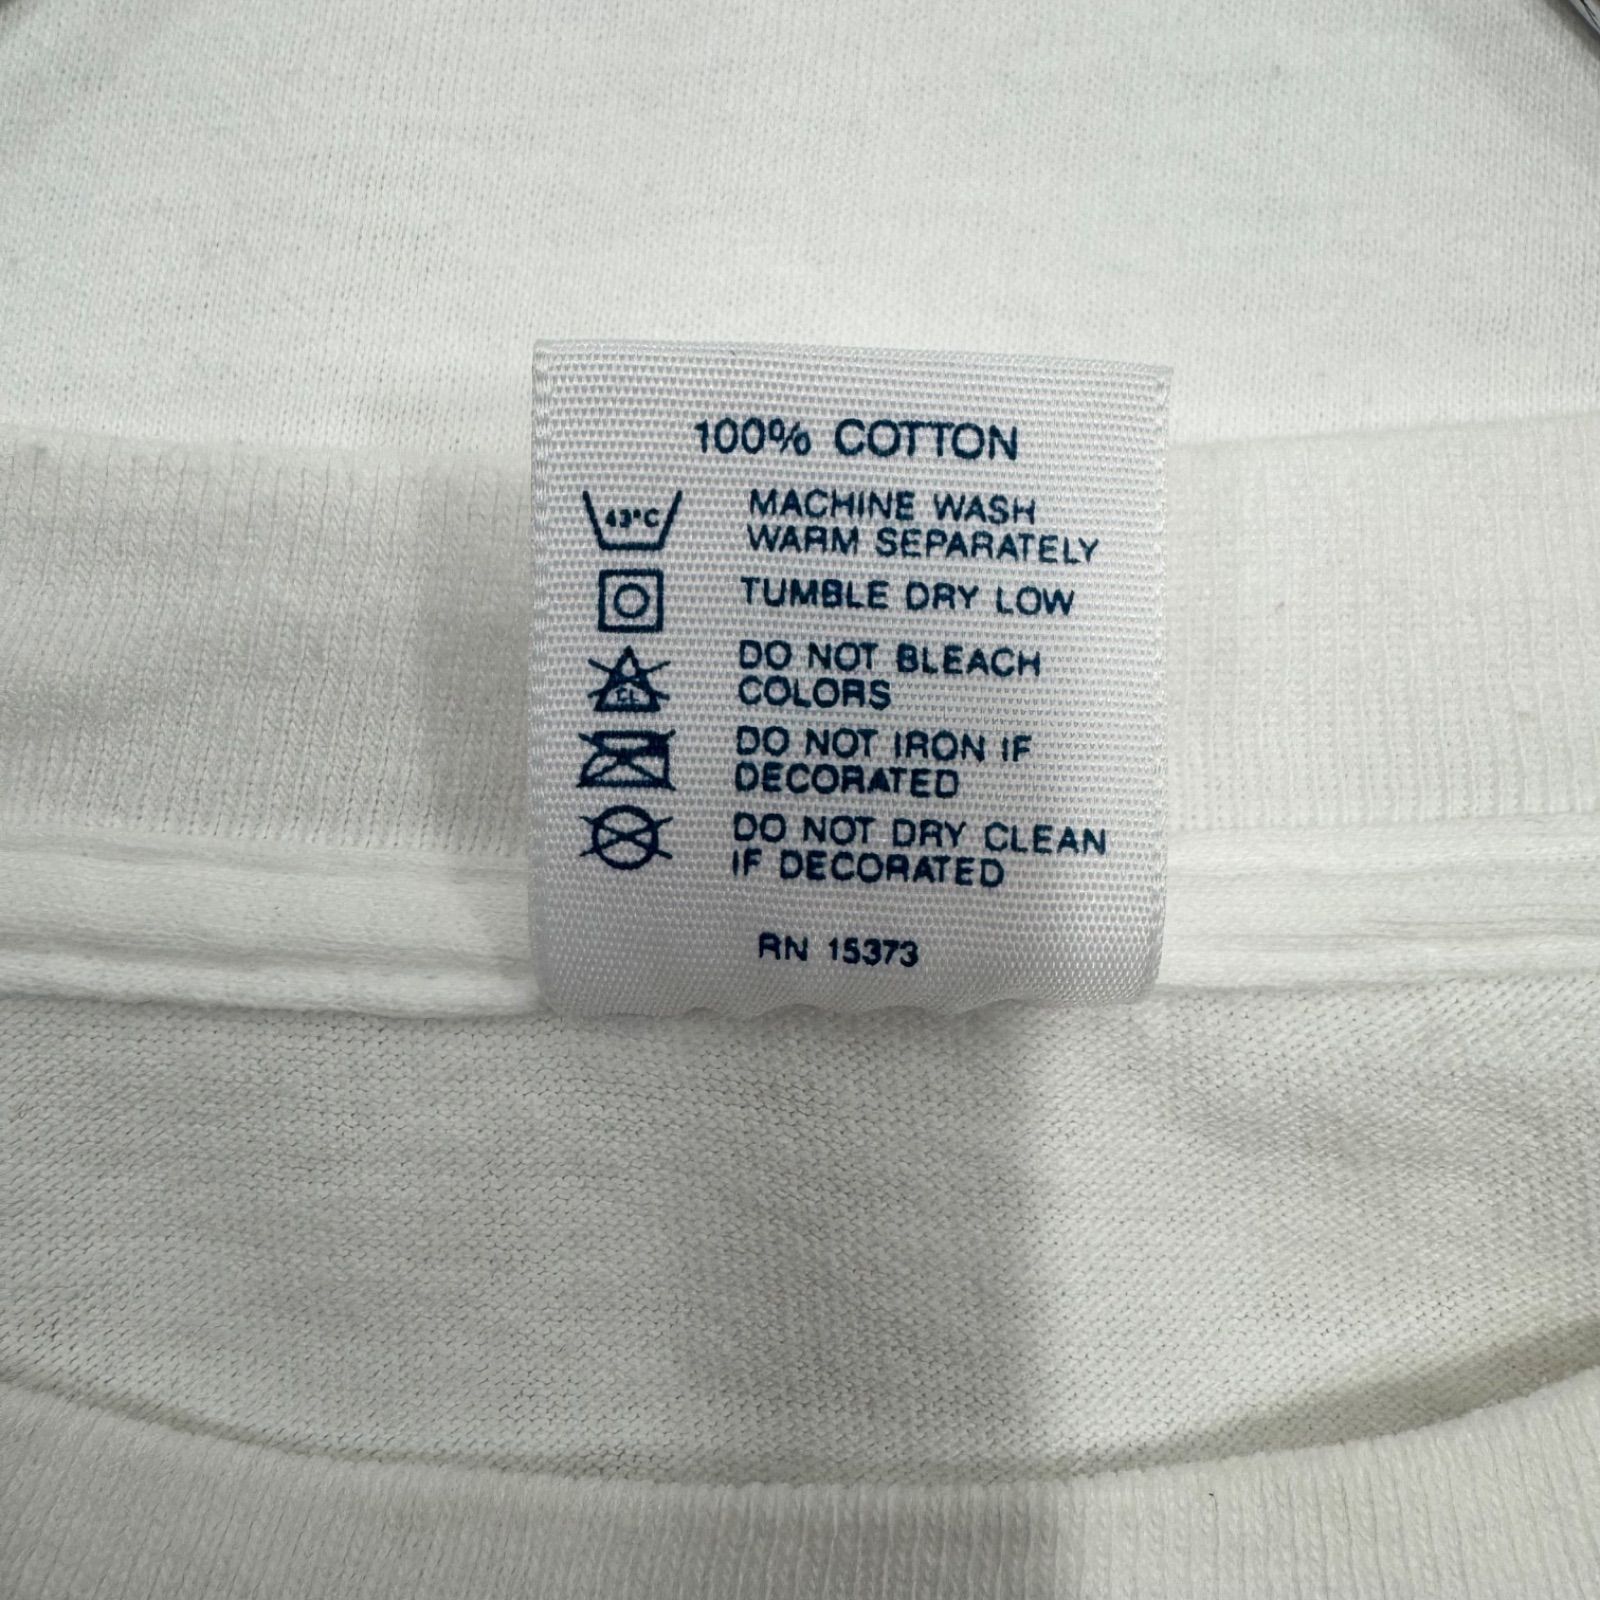 100% COTTON
43°C
MACHINE WASH
WARM SEPARATELY
TUMBLE DRY LOW
CL
DO NOT BLEACH
COLORS
DO NOT IRON IF
DECORATED
DO NOT DRY CLEAN
IF DECORATED
RN 15373